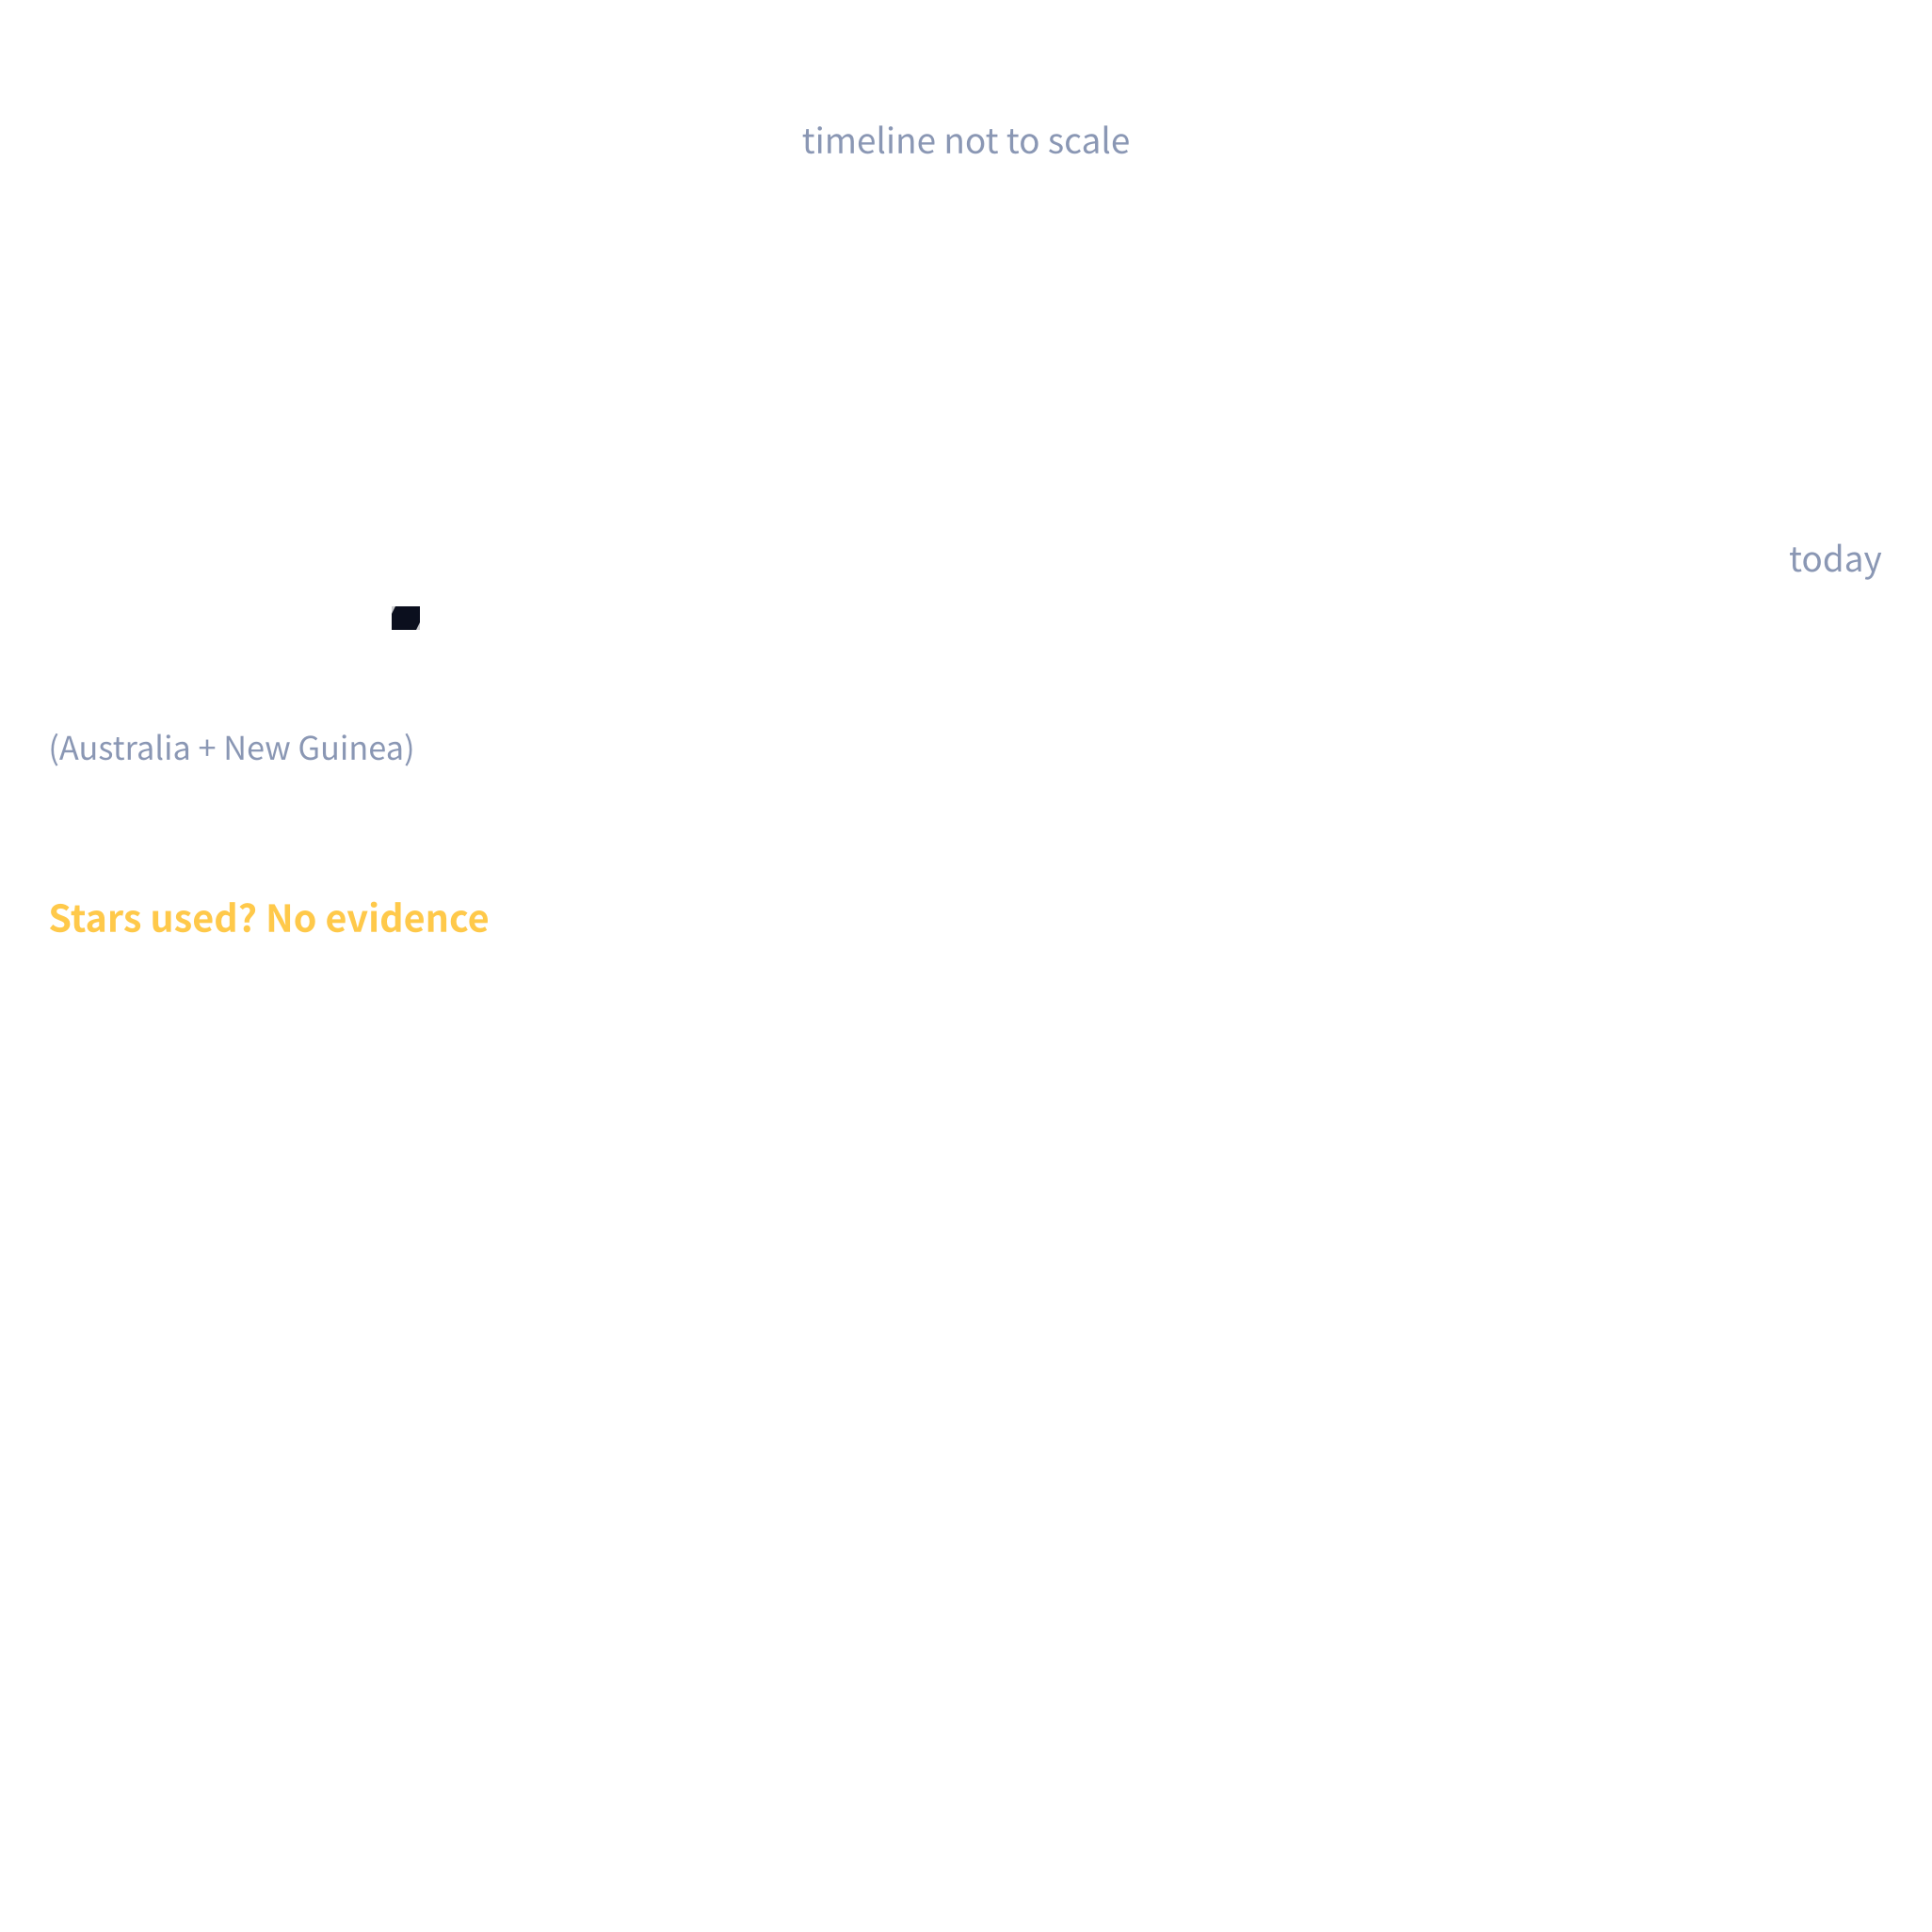 timeline not to scale
today
(Australia + New Guinea)
Stars used? No evidence